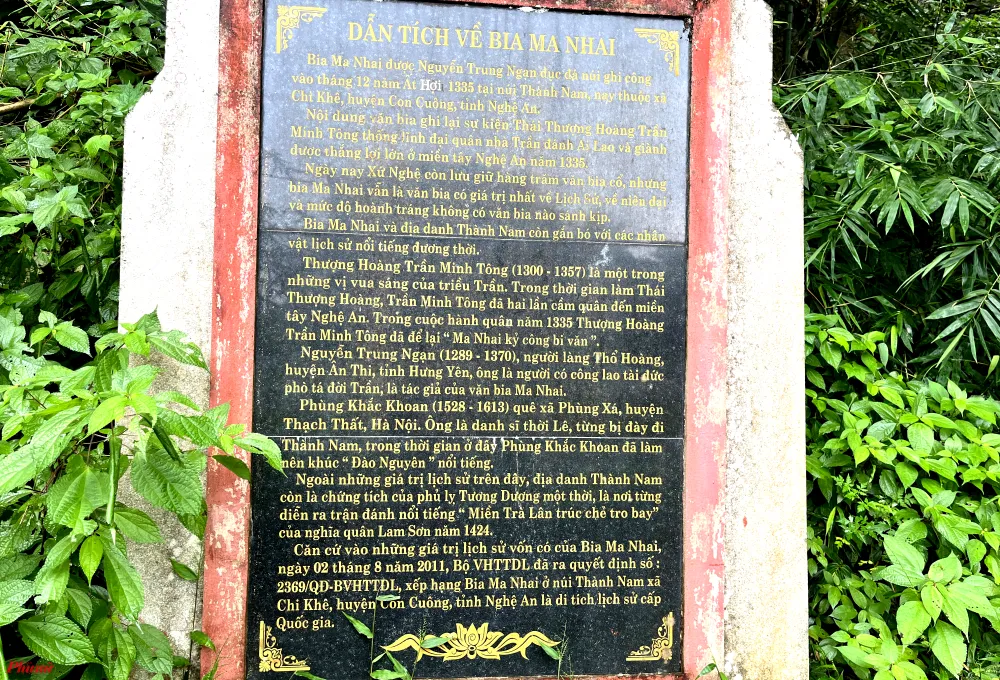 DẪN TÍCH VỀ BIA MA NHAI
Bia Ma Nhai được Nguyễn Trung Ngạn đục đá núi ghi công
vào tháng 12 năm Ất Hợi 1335 tại núi Thành Nam, nay thuộc xã
Chi Khê, huyện Con Cuông, tỉnh Nghệ An.
Nội dung văn bia ghi lại sự kiện Thái Thượng Hoàng Trần
Minh Tông thống lĩnh đại quân nhà Trần đánh Ai Lao và giành
được thắng lợi lớn ở miền tây Nghệ An năm 1335.
Ngày nay Xứ Nghệ còn lưu giữ hàng trăm văn bia cổ, nhưng
bia Ma Nhai vẫn là văn bia có giá trị nhất về Lịch Sử, về niên đại
và mức độ hoành tráng không có văn bia nào sánh kịp.
Bia Ma Nhai và địa danh Thành Nam còn gắn bó với các nhân
vật lịch sử nổi tiếng đương thời.
Thượng Hoàng Trần Minh Tông (1300 - 1357) là một trong
những vị vua sáng của triều Trần. Trong thời gian làm Thái
Thượng Hoàng, Trần Minh Tông đã hai lần cầm quân đến miền
tây Nghệ An. Trong cuộc hành quân năm 1335 Thượng Hoàng
Trần Minh Tông đã để lại " Ma Nhai kỷ công bi văn ".
Nguyễn Trung Ngạn (1289 - 1370), người làng Thổ Hoàng,
huyện Ân Thi, tỉnh Hưng Yên, ông là người có công lao tài đức
phò tá đời Trần, là tác giả của văn bia Ma Nhai.
Phùng Khắc Khoan (1528 - 1613) quê xã Phùng Xá, huyện
Thạch Thất, Hà Nội. Ông là danh sĩ thời Lê, từng bị đày đi
Thành Nam, trong thời gian ở đây Phùng Khắc Khoan đã làm
nên khúc " Đào Nguyên " nổi tiếng.
Ngoài những giá trị lịch sử trên đây, địa danh Thành Nam
còn là chứng tích của phủ lỵ Tương Dương một thời, là nơi từng
diễn ra trận đánh nổi tiếng " Miền Trà Lân trúc chẻ tro bay"
của nghĩa quân Lam Sơn năm 1424.
Căn cứ vào những giá trị lịch sử vốn có của Bia Ma Nhai,
ngày 02 tháng 8 năm 2011, Bộ VHTTDL đã ra quyết định số :
2369/QĐ-BVHTTDL, xếp hạng Bia Ma Nhai ở núi Thành Nam xã
Chi Khê, huyện Con Cuông, tỉnh Nghệ An là di tích lịch sử cấp
Quốc gia.